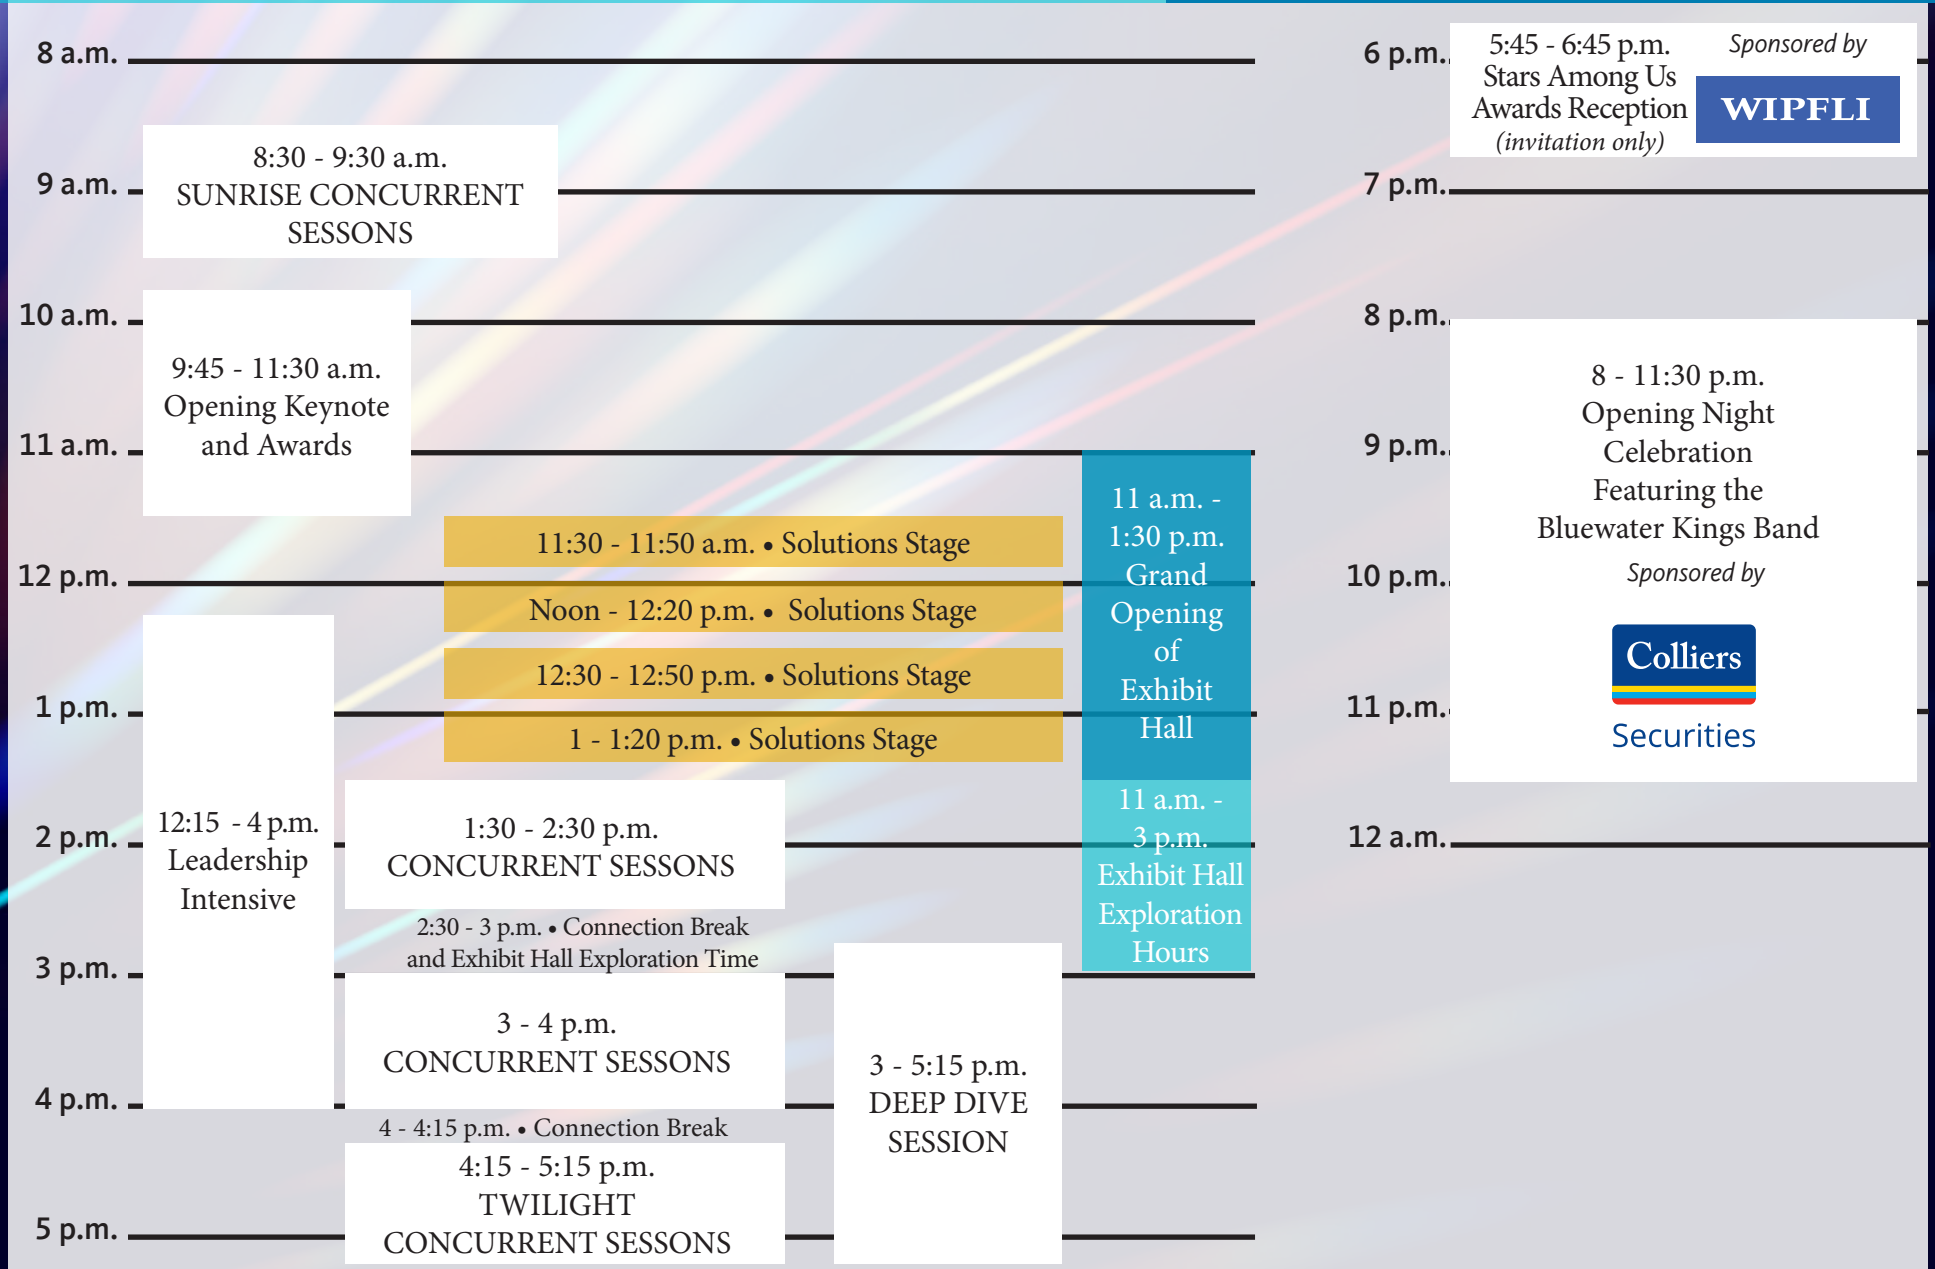 8 a.m.
8:30 - 9:30 a.m.
SUNRISE CONCURRENT
SESSONS
9 a.m.
10 a.m.
9:45 - 11:30 a.m.
Opening Keynote
and Awards
11 a.m.
11 a.m. -
1:30 p.m.
Grand
Opening
of
Exhibit
Hall
11:30 - 11:50 a.m. • Solutions Stage
12 p.m.
Noon - 12:20 p.m. • Solutions Stage
12:30 - 12:50 p.m. • Solutions Stage
1 p.m.
1 - 1:20 p.m. • Solutions Stage
11 a.m. -
3 p.m.
Exhibit Hall
Exploration
Hours
12:15 - 4 p.m.
Leadership
Intensive
2 p.m.
1:30 - 2:30 p.m.
CONCURRENT SESSONS
2:30 - 3 p.m. • Connection Break
and Exhibit Hall Exploration Time
3 p.m.
3 - 4 p.m.
CONCURRENT SESSONS
3 - 5:15 p.m.
DEEP DIVE
SESSION
4 p.m.
4 - 4:15 p.m. • Connection Break
4:15 - 5:15 p.m.
TWILIGHT
CONCURRENT SESSONS
5 p.m.
6 p.m.
5:45 - 6:45 p.m.
Stars Among Us
Awards Reception
(invitation only)
Sponsored by
WIPFLI
7 p.m.
8 p.m.
8 - 11:30 p.m.
Opening Night
Celebration
Featuring the
Bluewater Kings Band
Sponsored by
Colliers
Securities
9 p.m.
10 p.m.
11 p.m.
12 a.m.